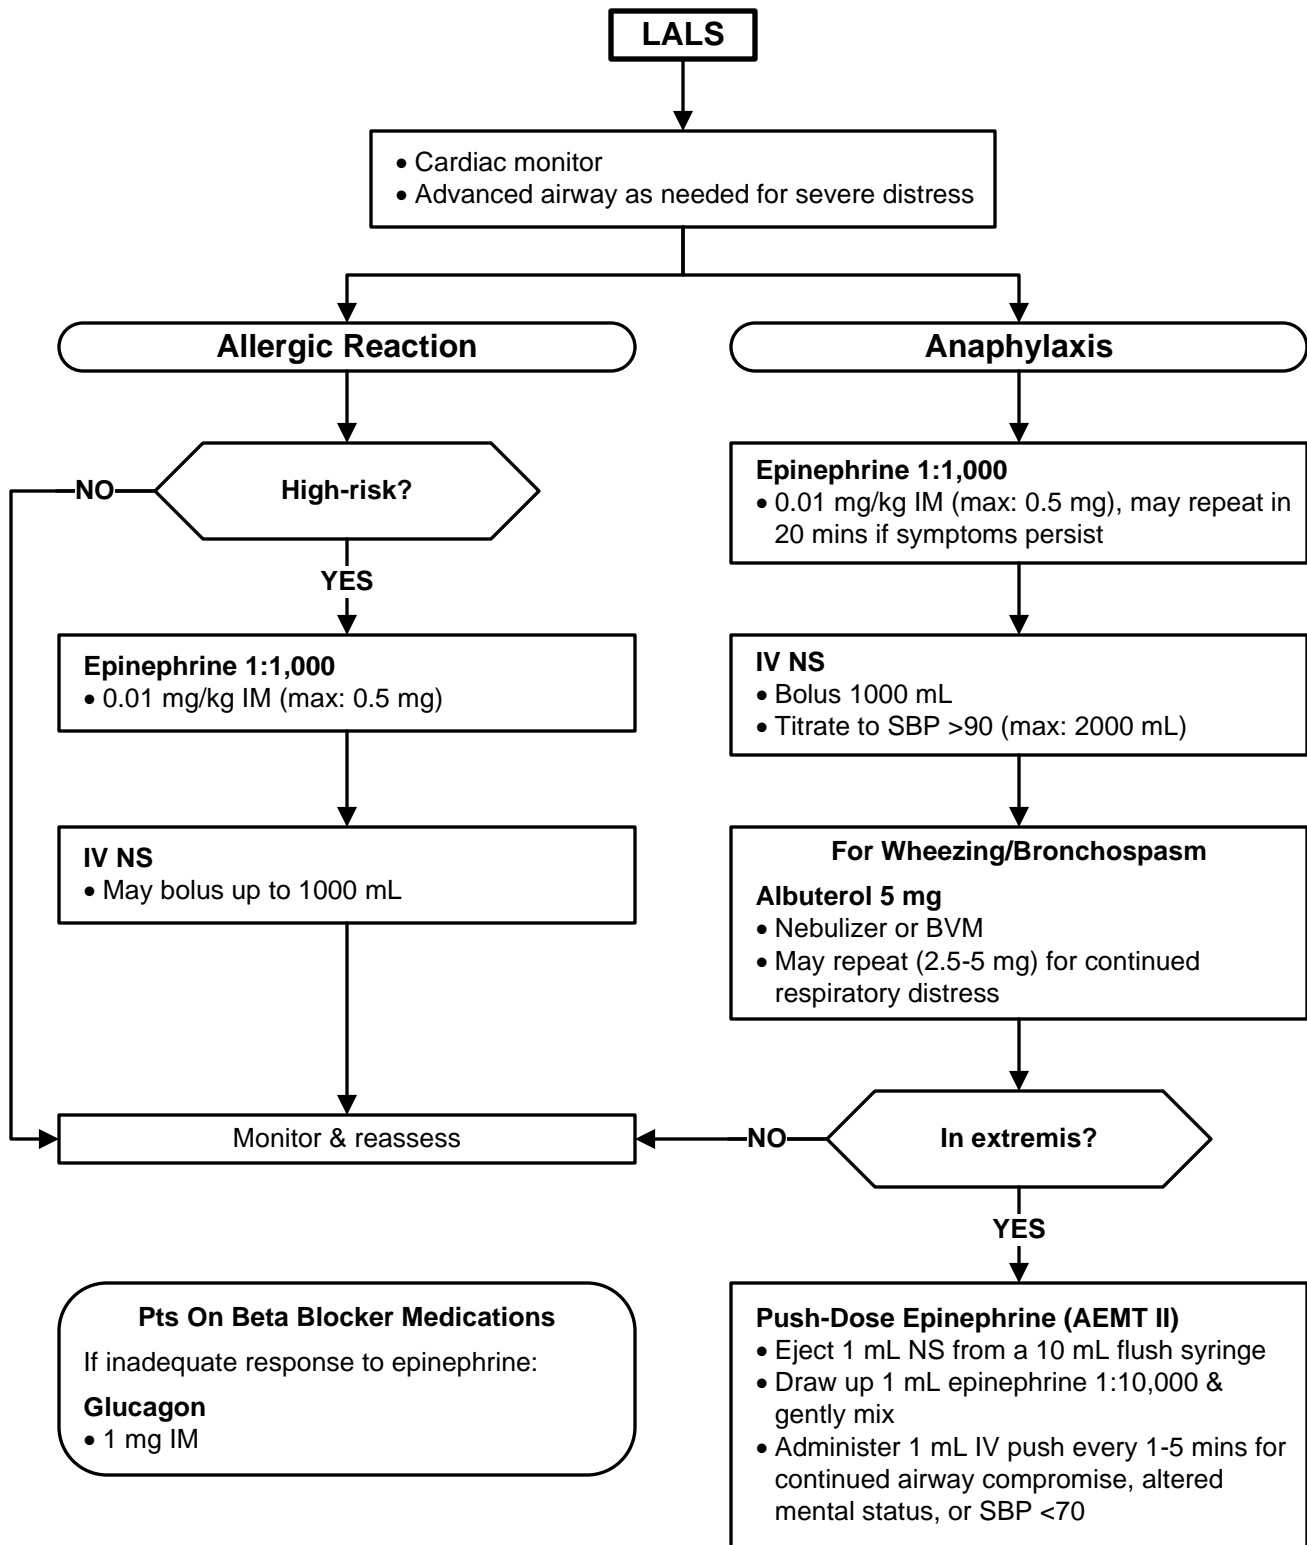 LALS
• Cardiac monitor
• Advanced airway as needed for severe distress
Allergic Reaction
High-risk?
NO
YES
Epinephrine 1:1,000
• 0.01 mg/kg IM (max: 0.5 mg)
IV NS
• May bolus up to 1000 mL
Monitor & reassess
Anaphylaxis
Epinephrine 1:1,000
• 0.01 mg/kg IM (max: 0.5 mg), may repeat in
20 mins if symptoms persist
IV NS
• Bolus 1000 mL
• Titrate to SBP >90 (max: 2000 mL)
For Wheezing/Bronchospasm
Albuterol 5 mg
• Nebulizer or BVM
• May repeat (2.5-5 mg) for continued
respiratory distress
In extremis?
NO
YES
Push-Dose Epinephrine (AEMT II)
• Eject 1 mL NS from a 10 mL flush syringe
• Draw up 1 mL epinephrine 1:10,000 &
gently mix
• Administer 1 mL IV push every 1-5 mins for
continued airway compromise, altered
mental status, or SBP <70
Pts On Beta Blocker Medications
If inadequate response to epinephrine:
Glucagon
• 1 mg IM